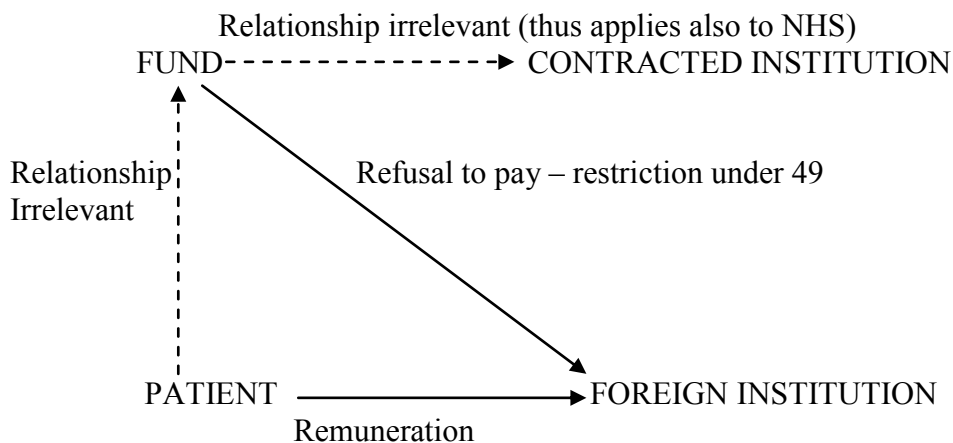 Relationship irrelevant (thus applies also to NHS)
FUND
CONTRACTED INSTITUTION
Relationship
Irrelevant
Refusal to pay – restriction under 49
PATIENT
FOREIGN INSTITUTION
Remuneration